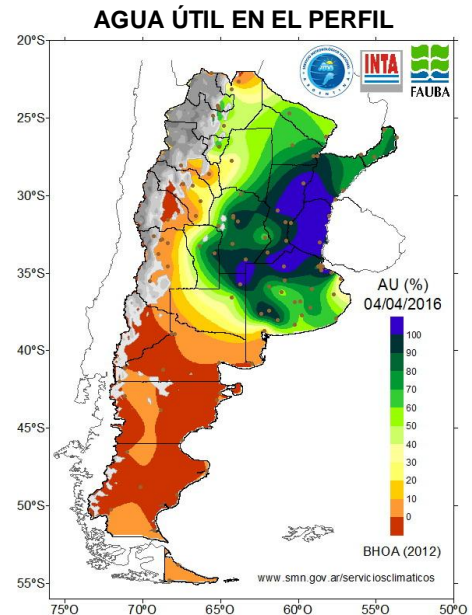 AGUA ÚTIL EN EL PERFIL
20°S
25°S
30°S
35°S
40°S
45°S
50°S
55°S
75°O
70°O
65°O
60°O
55°O
50°O
INTA
FAUBA
AU (%)
04/04/2016
100
90
80
70
60
50
40
30
20
10
0
BHOA (2012)
www.smn.gov.ar/serviciosclimaticos